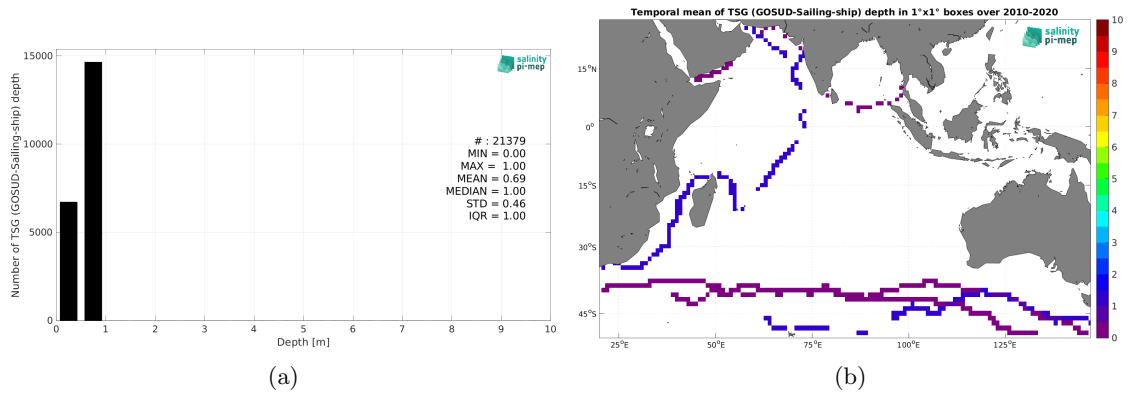 15000
10000
5000
0
Number of TSG (GOSUD-Sailing-ship) depth
salinity
pi-mep
# : 21379
MIN = 0.00
MAX = 1.00
MEAN = 0.69
MEDIAN = 1.00
STD = 0.46
IQR = 1.00
0 1 2 3 4 5 6 7 8 9 10
Depth [m]
(a)
Temporal mean of TSG (GOSUD-Sailing-ship) depth in 1°x1° boxes over 2010-2020
salinity
pi-mep
15°N
0°
15°S
30°S
45°S
25°E 50°E 75°E 100°E 125°E
10
9
8
7
6
5
4
3
2
1
0
(b)